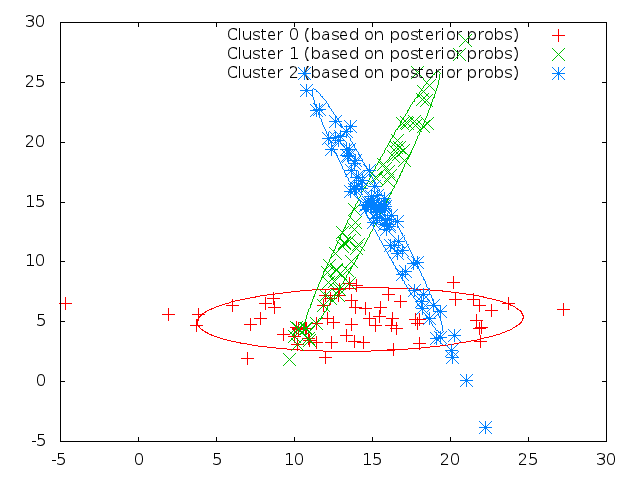 30
25
20
15
10
5
0
-5
-5 0 5 10 15 20 25 30
Cluster 0 (based on posterior probs)
Cluster 1 (based on posterior probs)
Cluster 2 (based on posterior probs)